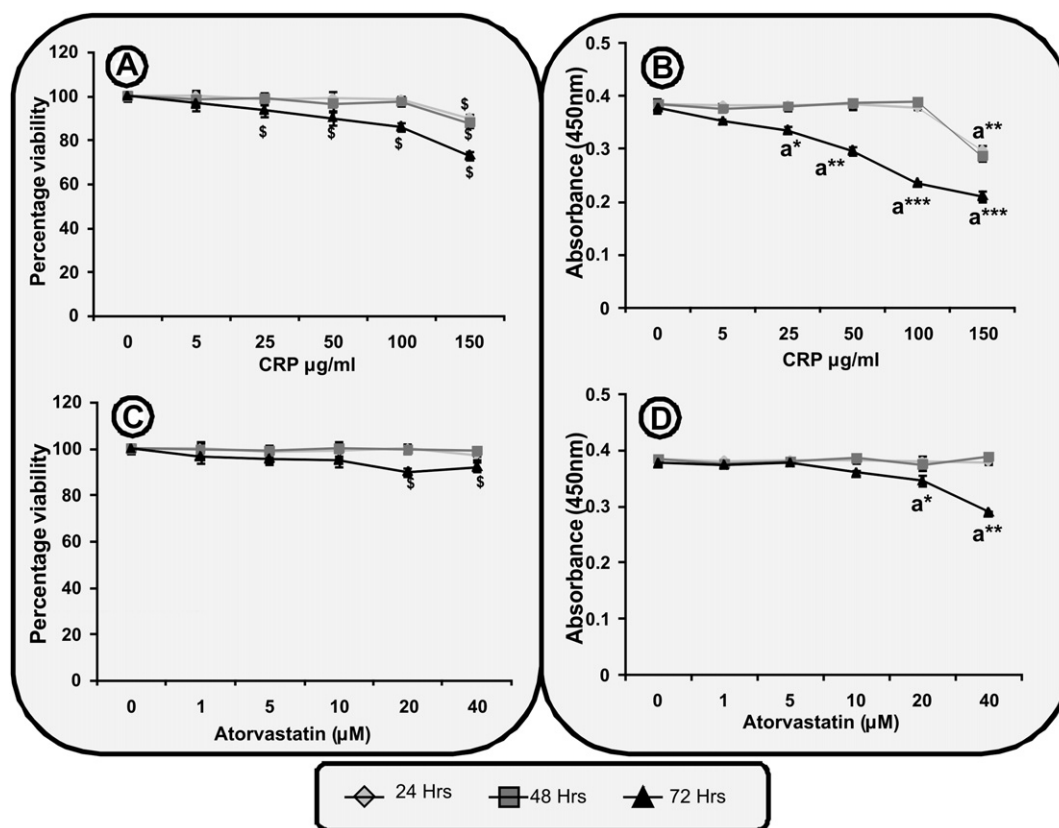 A
Percentage viability
120
100
80
60
40
20
0
$
$
$
$
$
$
0 5 25 50 100 150
CRP µg/ml
B
Absorbance (450nm)
0.5
0.4
0.3
0.2
0.1
0
a**
a*
a**
a***
a***
0 5 25 50 100 150
CRP µg/ml
C
Percentage viability
120
100
80
60
40
20
0
$
$
0 1 5 10 20 40
Atorvastatin (µM)
D
Absorbance (450nm)
0.5
0.4
0.3
0.2
0.1
0
a*
a**
0 1 5 10 20 40
Atorvastatin (µM)
24 Hrs 48 Hrs 72 Hrs